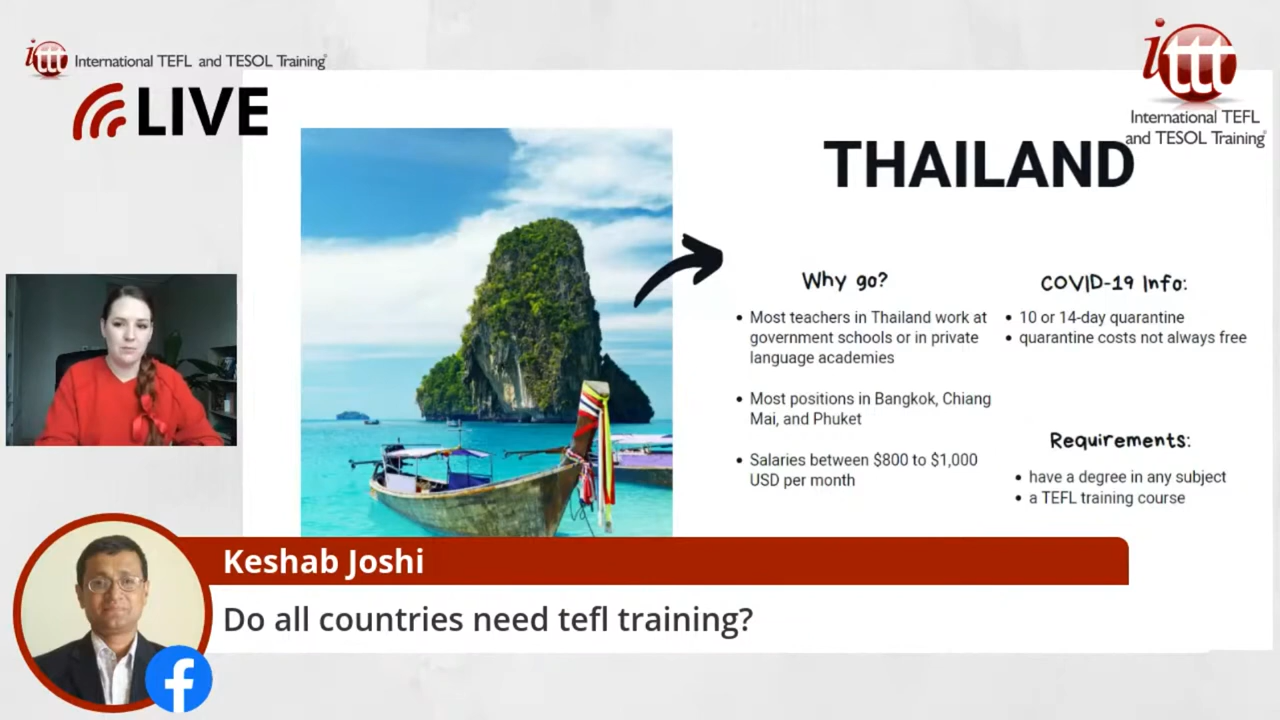 ittt International TEFL and TESOL Training
LIVE
ittt
International TEFL
and TESOL Training
THAILAND
Why go?
• Most teachers in Thailand work at
government schools or in private
language academies
• Most positions in Bangkok, Chiang
Mai, and Phuket
• Salaries between $800 to $1,000
USD per month
COVID-19 Info:
• 10 or 14-day quarantine
• quarantine costs not always free
Requirements:
• have a degree in any subject
• a TEFL training course
Keshab Joshi
Do all countries need tefl training?